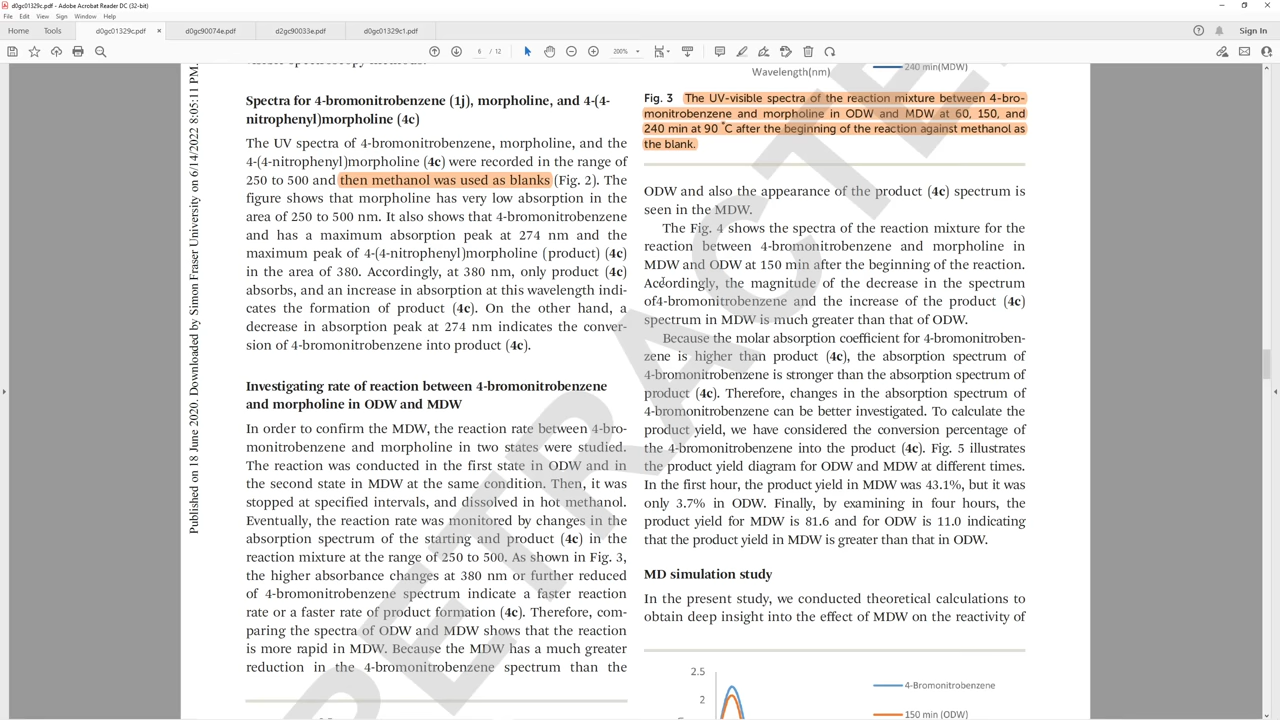 d0gc01329c.pdf - Adobe Acrobat Reader DC (32-bit)
File Edit View Sign Window Help
Home Tools d0gc01329c.pdf × d0gc90074e.pdf d2gc90033e.pdf d0gc01329c1.pdf Sign In
6 / 12 200%
Published on 18 June 2020. Downloaded by Simon Fraser University on 6/14/2022 8:05:11 PM.
Spectra for 4-bromonitrobenzene (1j), morpholine, and 4-(4-
nitrophenyl)morpholine (4c)
The UV spectra of 4-bromonitrobenzene, morpholine, and the
4-(4-nitrophenyl)morpholine (4c) were recorded in the range of
250 to 500 and then methanol was used as blanks (Fig. 2). The
figure shows that morpholine has very low absorption in the
area of 250 to 500 nm. It also shows that 4-bromonitrobenzene
and has a maximum absorption peak at 274 nm and the
maximum peak of 4-(4-nitrophenyl)morpholine (product) (4c)
in the area of 380. Accordingly, at 380 nm, only product (4c)
absorbs, and an increase in absorption at this wavelength indi-
cates the formation of product (4c). On the other hand, a
decrease in absorption peak at 274 nm indicates the conver-
sion of 4-bromonitrobenzene into product (4c).
Investigating rate of reaction between 4-bromonitrobenzene
and morpholine in ODW and MDW
In order to confirm the MDW, the reaction rate between 4-bro-
monitrobenzene and morpholine in two states were studied.
The reaction was conducted in the first state in ODW and in
the second state in MDW at the same condition. Then, it was
stopped at specified intervals, and dissolved in hot methanol.
Eventually, the reaction rate was monitored by changes in the
absorption spectrum of the starting and product (4c) in the
reaction mixture at the range of 250 to 500. As shown in Fig. 3,
the higher absorbance changes at 380 nm or further reduced
of 4-bromonitrobenzene spectrum indicate a faster reaction
rate or a faster rate of product formation (4c). Therefore, com-
paring the spectra of ODW and MDW shows that the reaction
is more rapid in MDW. Because the MDW has a much greater
reduction in the 4-bromonitrobenzene spectrum than the
240 min(MDW)
Wavelength(nm)
Fig. 3 The UV-visible spectra of the reaction mixture between 4-bro-
monitrobenzene and morpholine in ODW and MDW at 60, 150, and
240 min at 90 °C after the beginning of the reaction against methanol as
the blank.
ODW and also the appearance of the product (4c) spectrum is
seen in the MDW.
The Fig. 4 shows the spectra of the reaction mixture for the
reaction between 4-bromonitrobenzene and morpholine in
MDW and ODW at 150 min after the beginning of the reaction.
Accordingly, the magnitude of the decrease in the spectrum
of4-bromonitrobenzene and the increase of the product (4c)
spectrum in MDW is much greater than that of ODW.
Because the molar absorption coefficient for 4-bromonitroben-
zene is higher than product (4c), the absorption spectrum of
4-bromonitrobenzene is stronger than the absorption spectrum of
product (4c). Therefore, changes in the absorption spectrum of
4-bromonitrobenzene can be better investigated. To calculate the
product yield, we have considered the conversion percentage of
the 4-bromonitrobenzene into the product (4c). Fig. 5 illustrates
the product yield diagram for ODW and MDW at different times.
In the first hour, the product yield in MDW was 43.1%, but it was
only 3.7% in ODW. Finally, by examining in four hours, the
product yield for MDW is 81.6 and for ODW is 11.0 indicating
that the product yield in MDW is greater than that in ODW.
MD simulation study
In the present study, we conducted theoretical calculations to
obtain deep insight into the effect of MDW on the reactivity of
2.5
2
4-Bromonitrobenzene
150 min (ODW)
RETRACTE